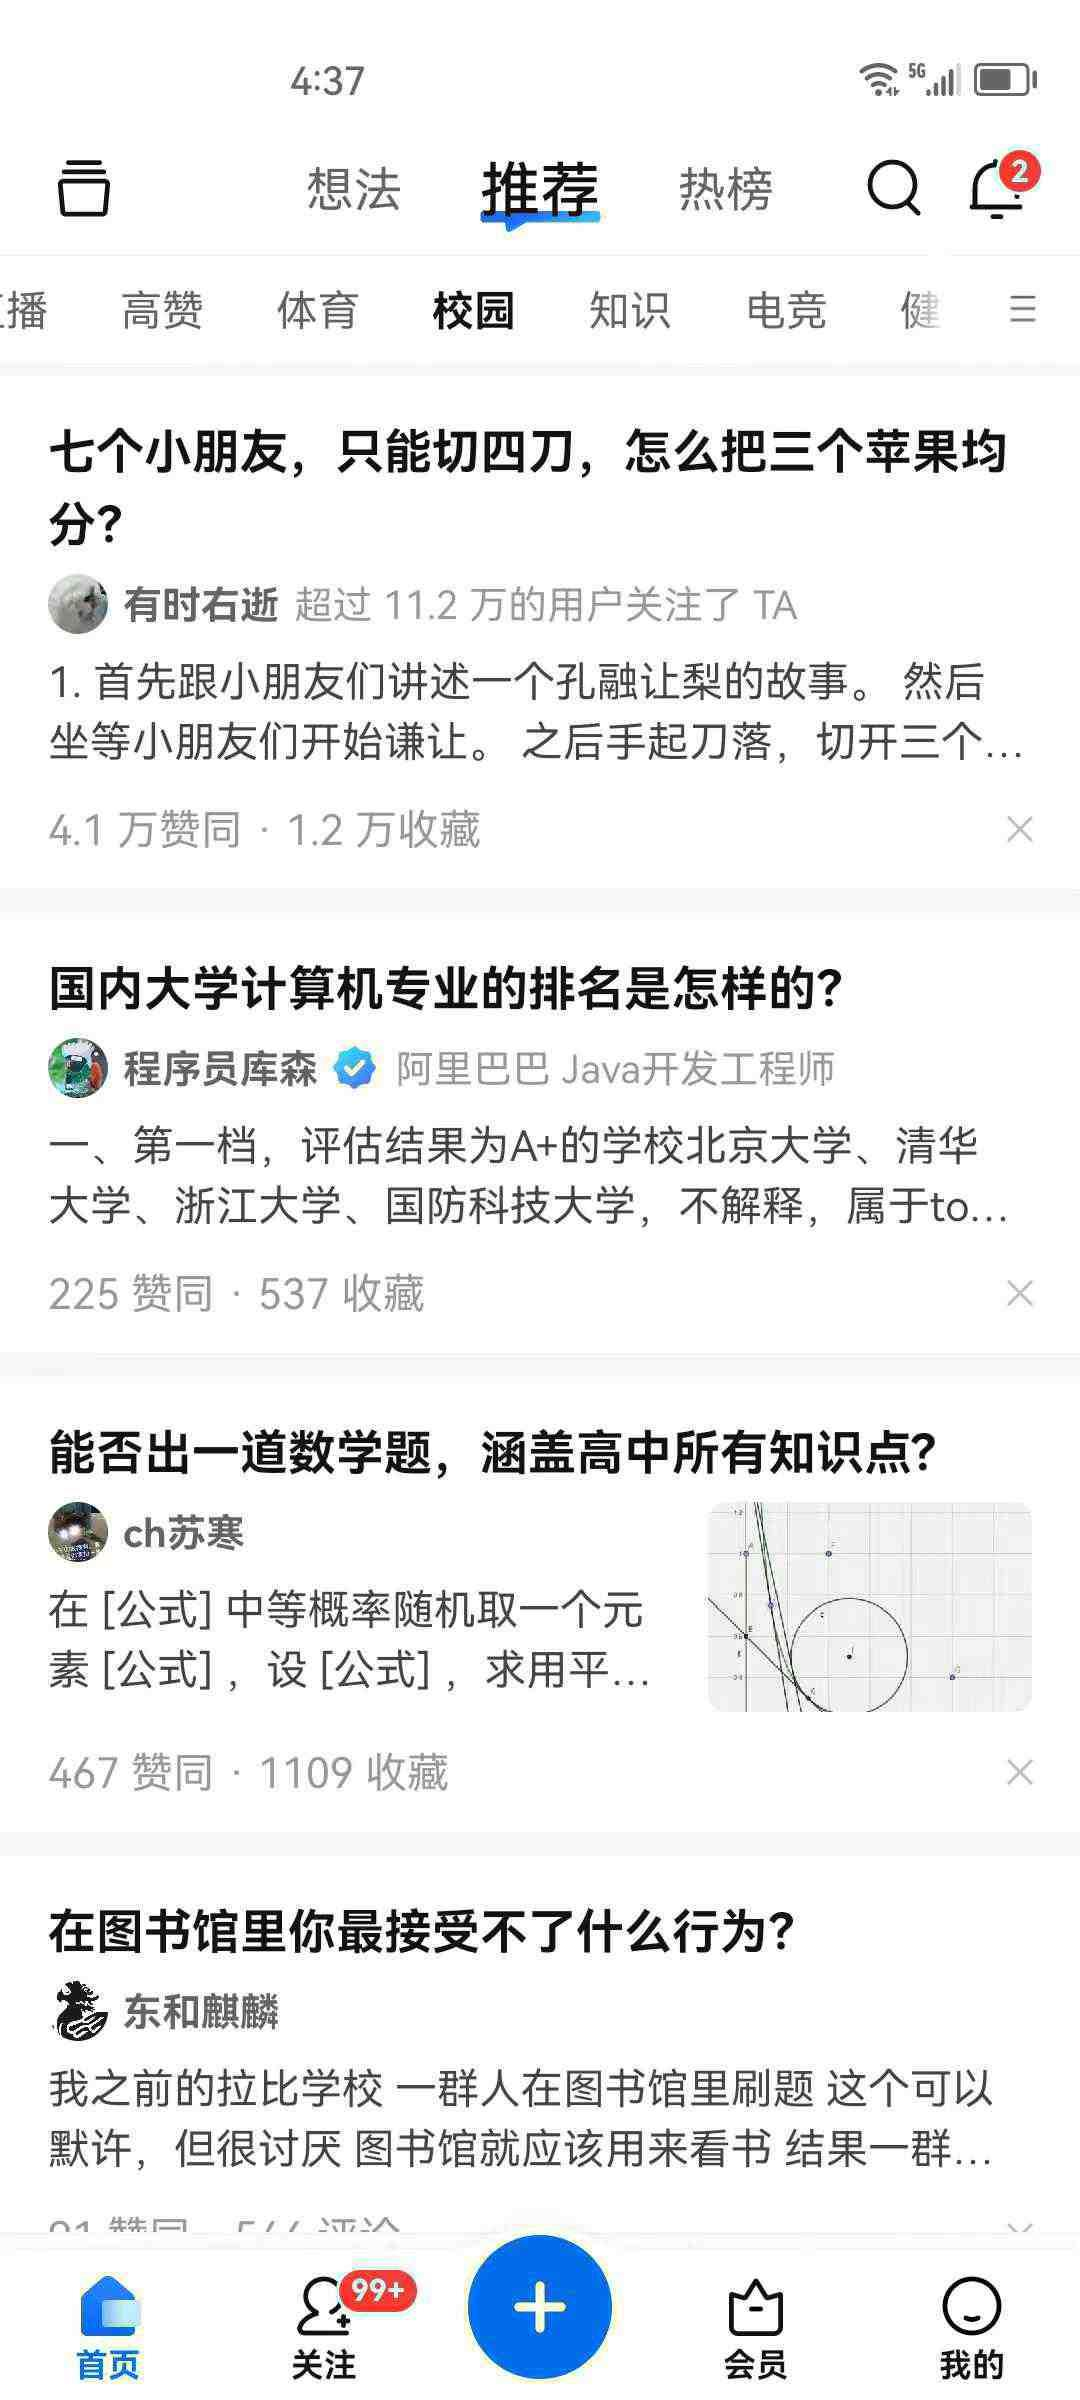 4:37
5G
想法 推荐 热榜 2
播 高赞 体育 校园 知识 电竞 健
七个小朋友，只能切四刀，怎么把三个苹果均
分？
有时右逝 超过 11.2 万的用户关注了 TA
1. 首先跟小朋友们讲述一个孔融让梨的故事。 然后
坐等小朋友们开始谦让。 之后手起刀落，切开三个…
4.1 万赞同 · 1.2 万收藏
国内大学计算机专业的排名是怎样的？
程序员库森 阿里巴巴 Java开发工程师
一、第一档，评估结果为A+的学校北京大学、清华
大学、浙江大学、国防科技大学，不解释，属于to…
225 赞同 · 537 收藏
能否出一道数学题，涵盖高中所有知识点？
ch苏寒
在 [公式] 中等概率随机取一个元
素 [公式] ，设 [公式] ，求用平…
467 赞同 · 1109 收藏
在图书馆里你最接受不了什么行为？
东和麒麟
我之前的拉比学校 一群人在图书馆里刷题 这个可以
默许，但很讨厌 图书馆就应该用来看书 结果一群…
99+
首页 关注 会员 我的